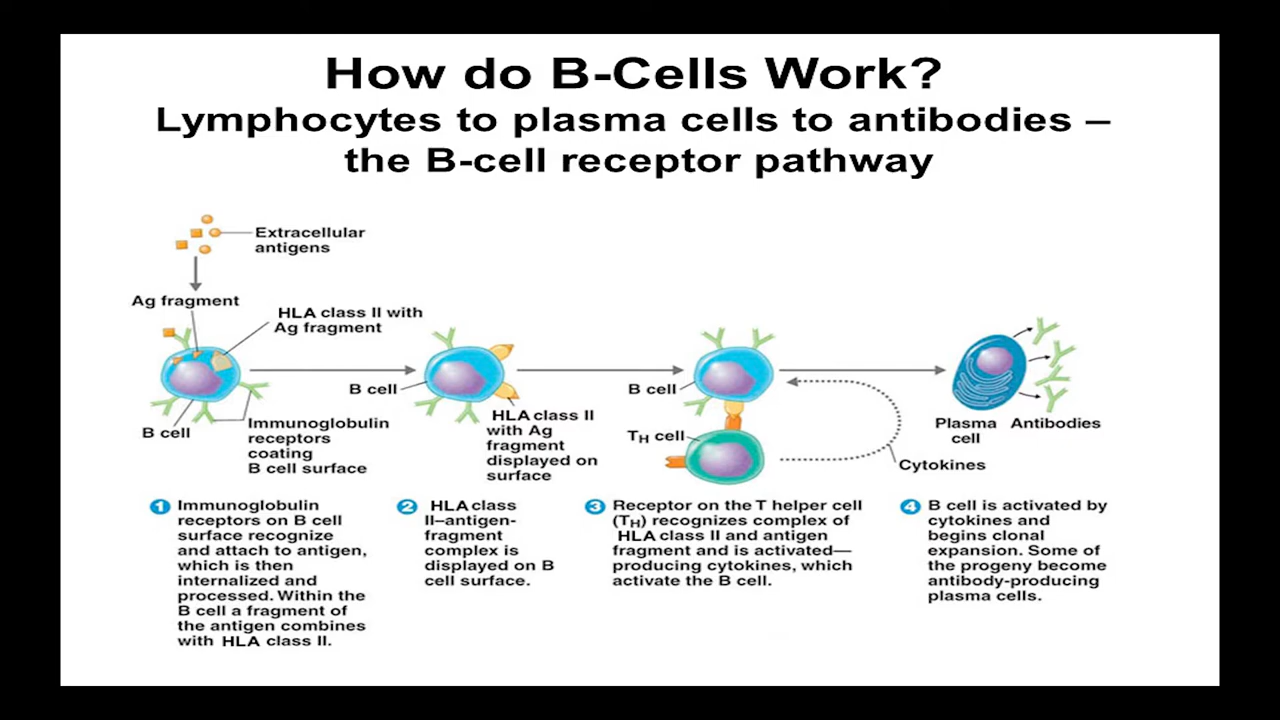 How do B-Cells Work?
Lymphocytes to plasma cells to antibodies –
the B-cell receptor pathway
Extracellular
antigens
Ag fragment
HLA class II with
Ag fragment
B cell
Immunoglobulin
receptors
coating
B cell surface
B cell
HLA class II
with Ag
fragment
displayed on
surface
B cell
TH cell
Cytokines
Plasma
cell
Antibodies
1 Immunoglobulin
receptors on B cell
surface recognize
and attach to antigen,
which is then
internalized and
processed. Within the
B cell a fragment of
the antigen combines
with HLA class II.
2 HLA class
II–antigen-
fragment
complex is
displayed on B
cell surface.
3 Receptor on the T helper cell
(TH) recognizes complex of
HLA class II and antigen
fragment and is activated—
producing cytokines, which
activate the B cell.
4 B cell is activated by
cytokines and
begins clonal
expansion. Some of
the progeny become
antibody-producing
plasma cells.